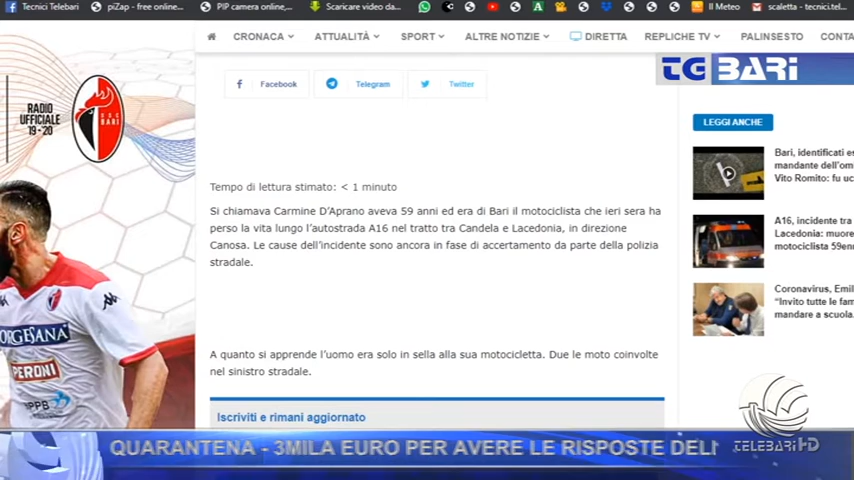 Tecnici Telebari
piZap - free online...
PIP camera online,...
Scaricare video da...
Il Meteo
scaletta - tecnici.tel...
CRONACA
ATTUALITÀ
SPORT
ALTRE NOTIZIE
DIRETTA
REPLICHE TV
PALINSESTO
CONTA
TG BARI
RADIO
UFFICIALE
19-20
BARI
Facebook
Telegram
Twitter
LEGGI ANCHE
Bari, identificati es
mandante dell'om
Vito Romito: fu uc
Tempo di lettura stimato: < 1 minuto
Si chiamava Carmine D'Aprano aveva 59 anni ed era di Bari il motociclista che ieri sera ha
perso la vita lungo l'autostrada A16 nel tratto tra Candela e Lacedonia, in direzione
Canosa. Le cause dell'incidente sono ancora in fase di accertamento da parte della polizia
stradale.
A16, incidente tra
Lacedonia: muore
motociclista 59enn
Coronavirus, Emil
"Invito tutte le fam
mandare a scuola.
A quanto si apprende l'uomo era solo in sella alla sua motocicletta. Due le moto coinvolte
nel sinistro stradale.
ORGESANA
PERONI
BPPB
Iscriviti e rimani aggiornato
QUARANTENA - 3MILA EURO PER AVERE LE RISPOSTE DELL
TELEBARI HD